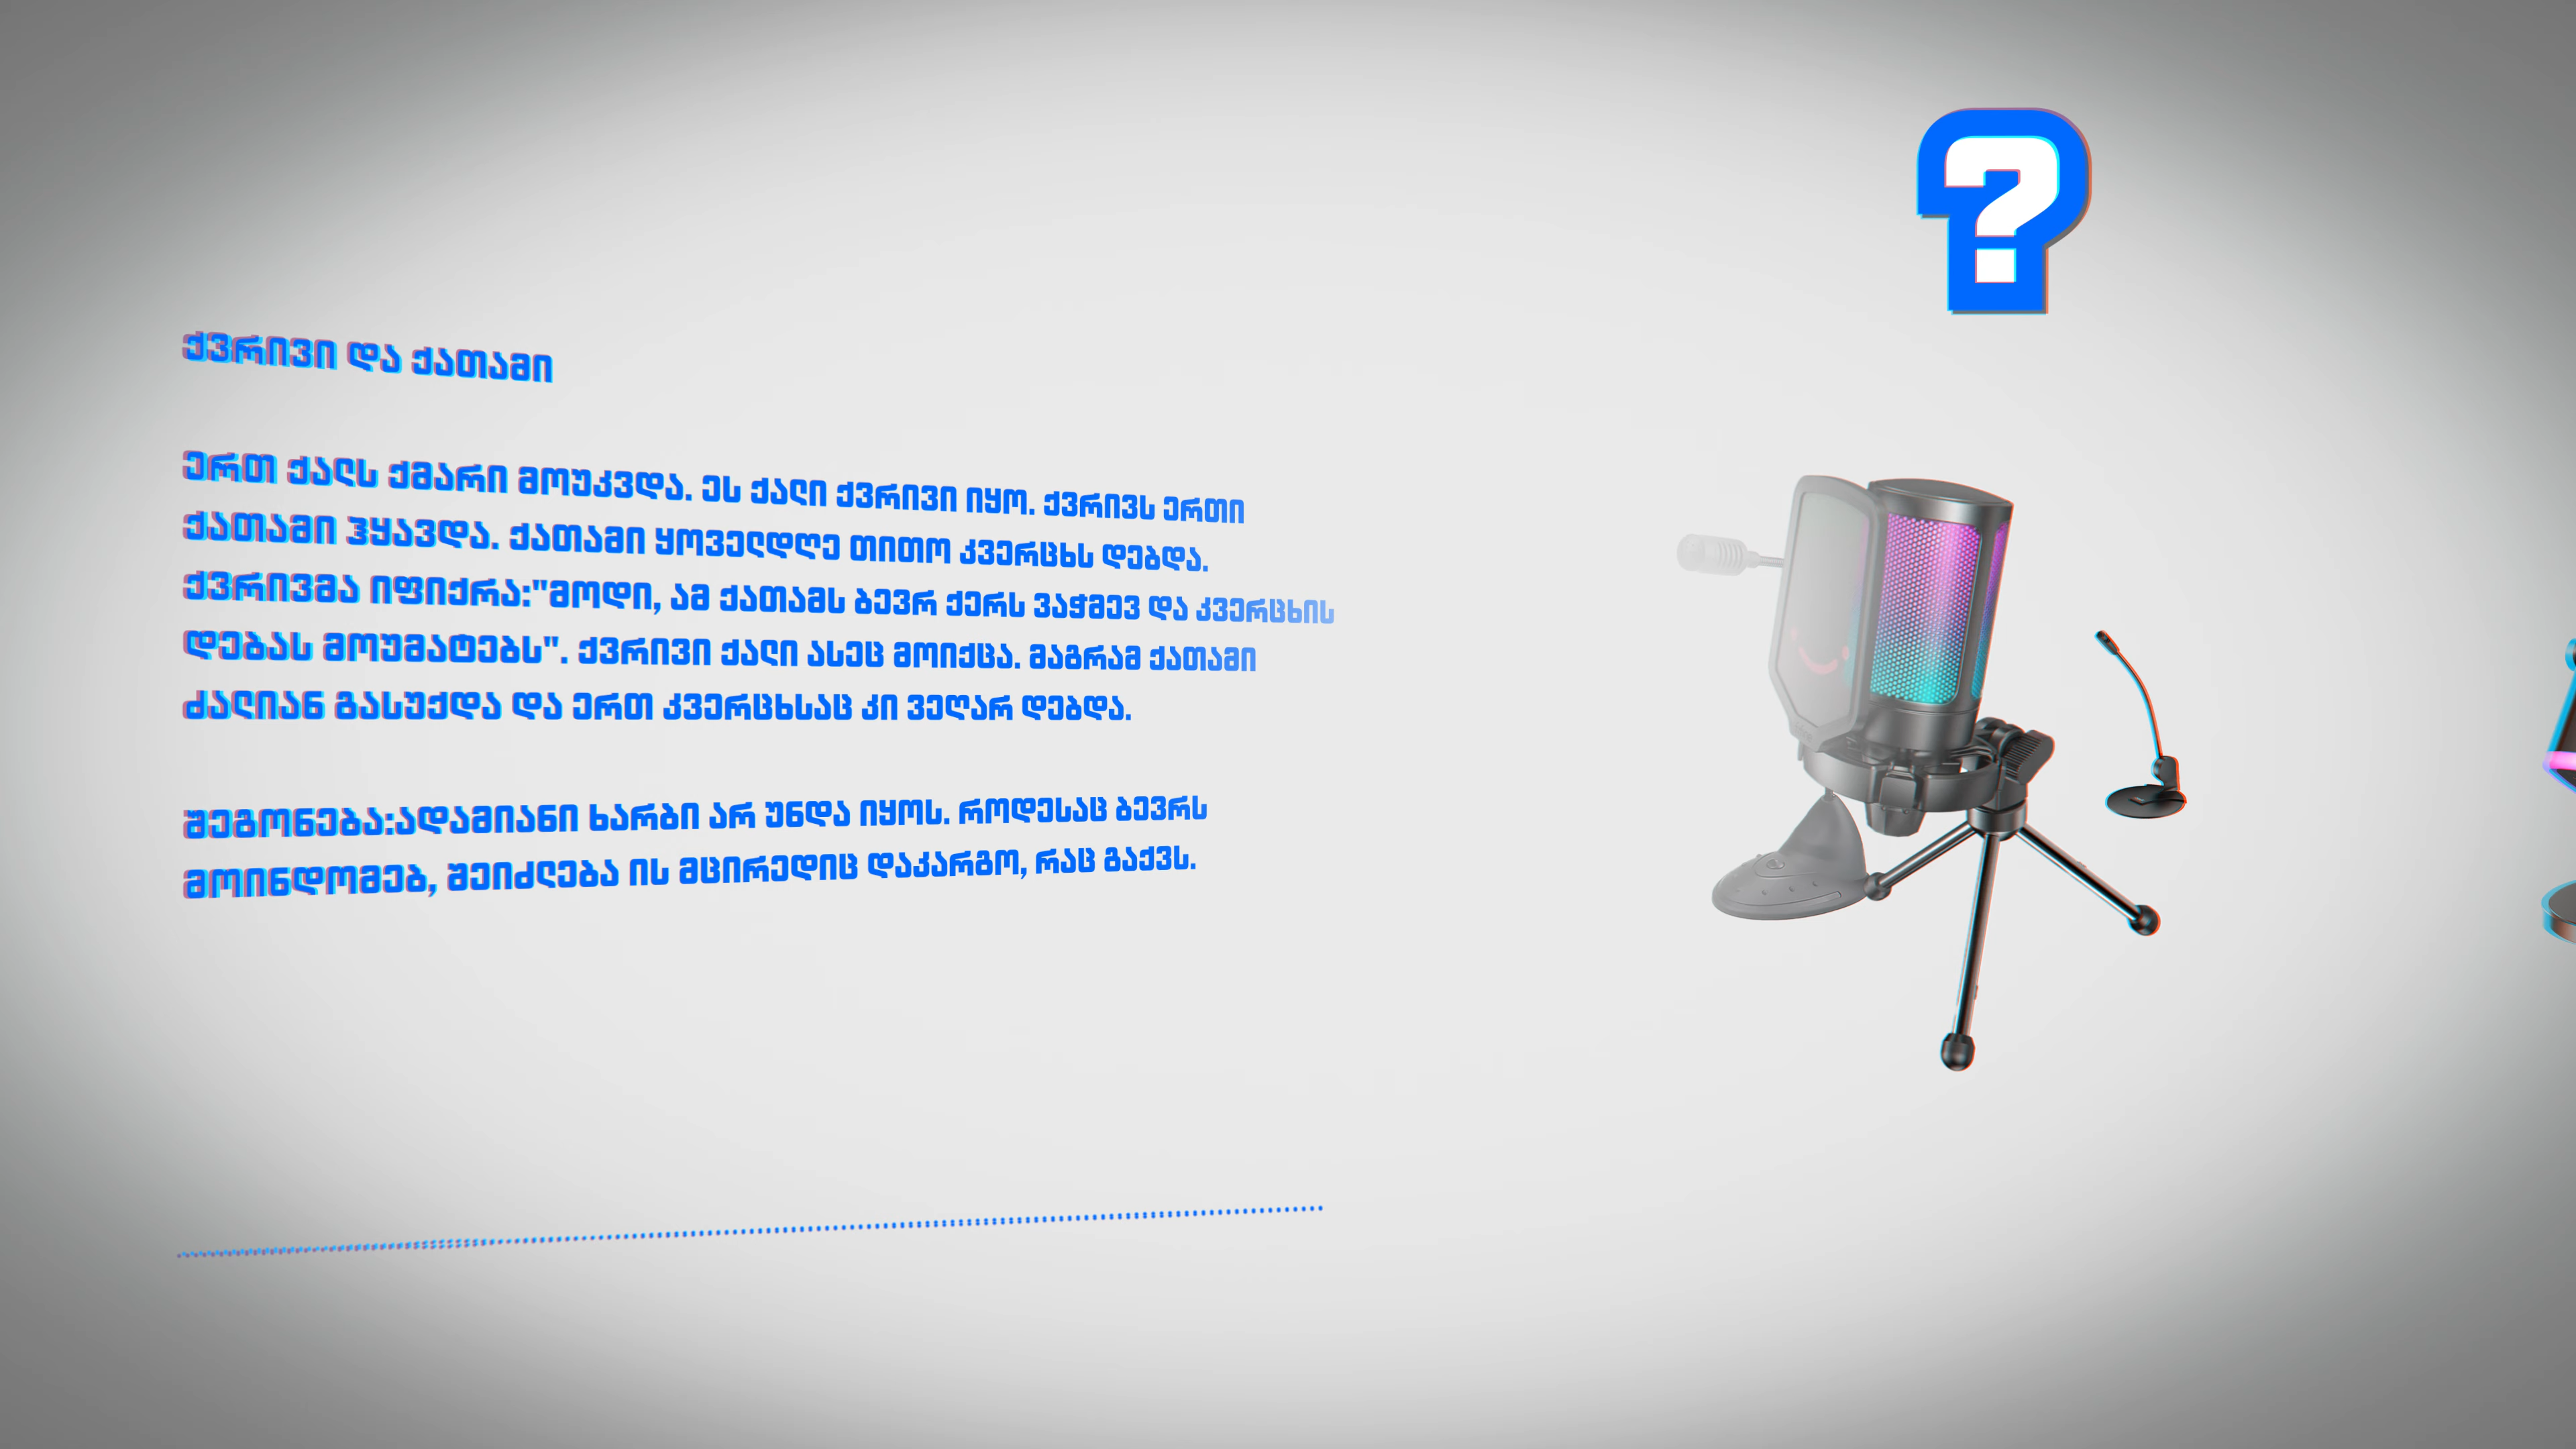 ?
ქვრივი და ქათამი
ერთ ქალს ქმარი მოუკვდა. ეს ქალი ქვრივი იყო. ქვრივს ერთი
ქათამი ჰყავდა. ქათამი ყოველდღე თითო კვერცხს დებდა.
ქვრივმა იფიქრა:"მოდი, ამ ქათამს ბევრ ქერს ვაჭმევ და კვერცხის
დებას მოუმატებს". ქვრივი ქალი ასეც მოიქცა. მაგრამ ქათამი
ძალიან გასუქდა და ერთ კვერცხსაც კი ვეღარ დებდა.
შეგონება:ადამიანი ხარბი არ უნდა იყოს. როდესაც ბევრს
მოინდომებ, შეიძლება ის მცირედიც დაკარგო, რაც გაქვს.